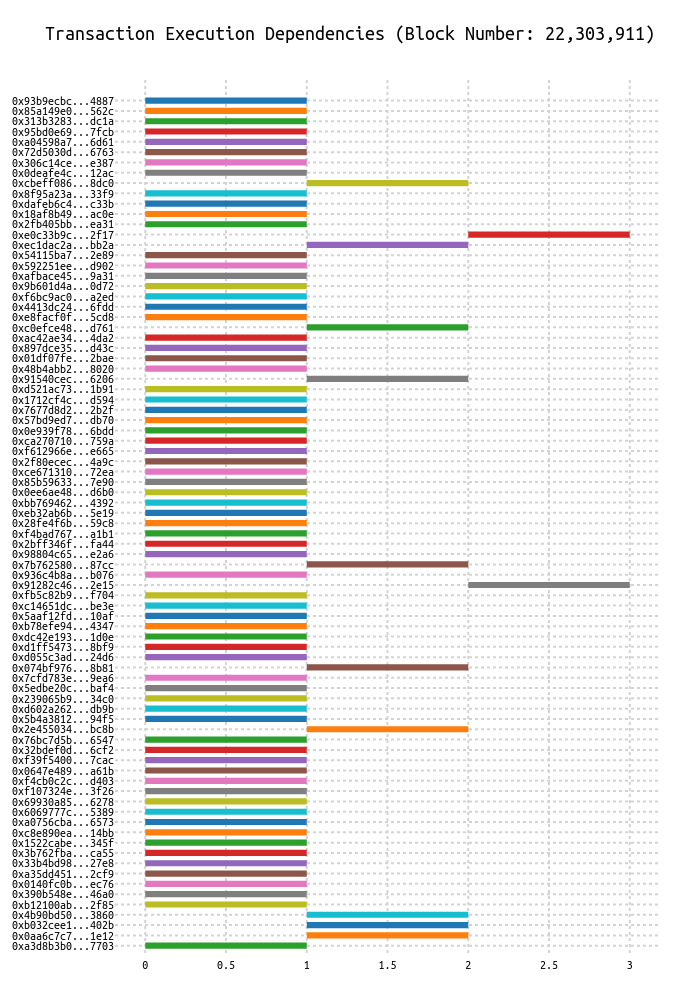 Transaction Execution Dependencies (Block Number: 22,303,911)
0x93b9ecbc...4887
0x85a149e0...562c
0x313b3283...dc1a
0x95bd0e69...7fcb
0xa04598a7...6d61
0x72d5030d...6763
0x306c14ce...e387
0x0deafe4c...12ac
0xcbeff086...8dc0
0x8f95a23a...33f9
0xdafeb6c4...c33b
0x18af8b49...ac0e
0x2fb405bb...ea31
0xe0c33b9c...2f17
0xec1dac2a...bb2a
0x54115ba7...2e89
0x592251ee...d902
0xafbace45...9a31
0x9b601d4a...0d72
0xf6bc9ac0...a2ed
0x4413dc24...6fdd
0xe8facf0f...5cd8
0xc0efce48...d761
0xac42ae34...4da2
0x897dce35...d43c
0x01df07fe...2bae
0x48b4abb2...8020
0x91540cec...6206
0xd521ac73...1b91
0x1712cf4c...d594
0x7677d8d2...2b2f
0x57bd9ed7...db70
0x0e939f78...6bdd
0xca270710...759a
0xf612966e...e665
0x2f80ecec...4a9c
0xce671310...72ea
0x85b59633...7e90
0x0ee6ae48...d6b0
0xbb769462...4392
0xeb32ab6b...5e19
0x28fe4f6b...59c8
0xf4bad767...a1b1
0x2bff346f...fa44
0x98804c65...e2a6
0x7b762580...87cc
0x936c4b8a...b076
0x91282c46...2e15
0xfb5c82b9...f704
0xc14651dc...be3e
0x5aaf12fd...10af
0xb78efe94...4347
0xdc42e193...1d0e
0xd1ff5473...8bf9
0xd055c3ad...24d6
0x074bf976...8b81
0x7cfd783e...9ea6
0x5edbe20c...baf4
0x239065b9...34c0
0xd602a262...db9b
0x5b4a3812...94f5
0x2e455034...bc8b
0x76bc7d5b...6547
0x32bdef0d...6cf2
0xf39f5400...7cac
0x0647e489...a61b
0xf4cb0c2c...d403
0xf107324e...3f26
0x69930a85...6278
0x6069777c...5389
0xa0756cba...6573
0xc8e890ea...14bb
0x1522cabe...345f
0x3b762fba...ca55
0x33b4bd98...27e8
0xa35dd451...2cf9
0x0140fc0b...ec76
0x390b548e...46a0
0xb12100ab...2f85
0x4b90bd50...3860
0xb032cee1...402b
0x0aa6c7c7...1e12
0xa3d8b3b0...7703
0 0.5 1 1.5 2 2.5 3